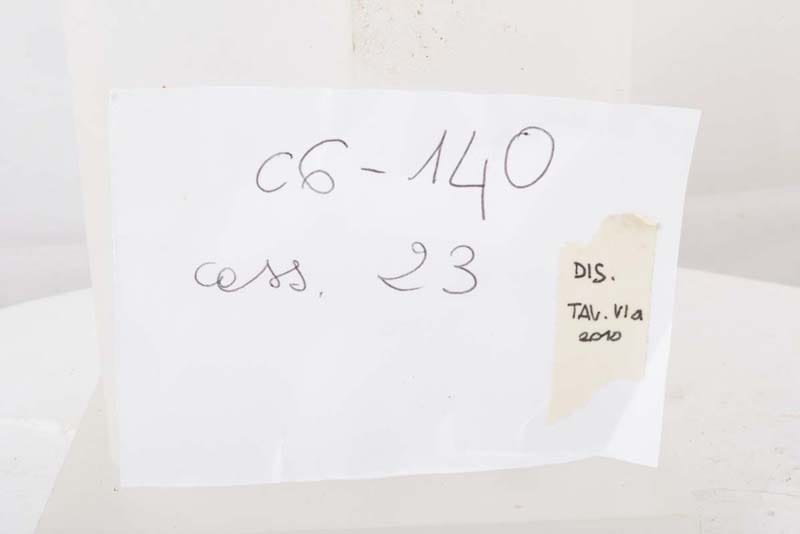 c6-140
cass. 23
DIS.
TAV. VIa
2010